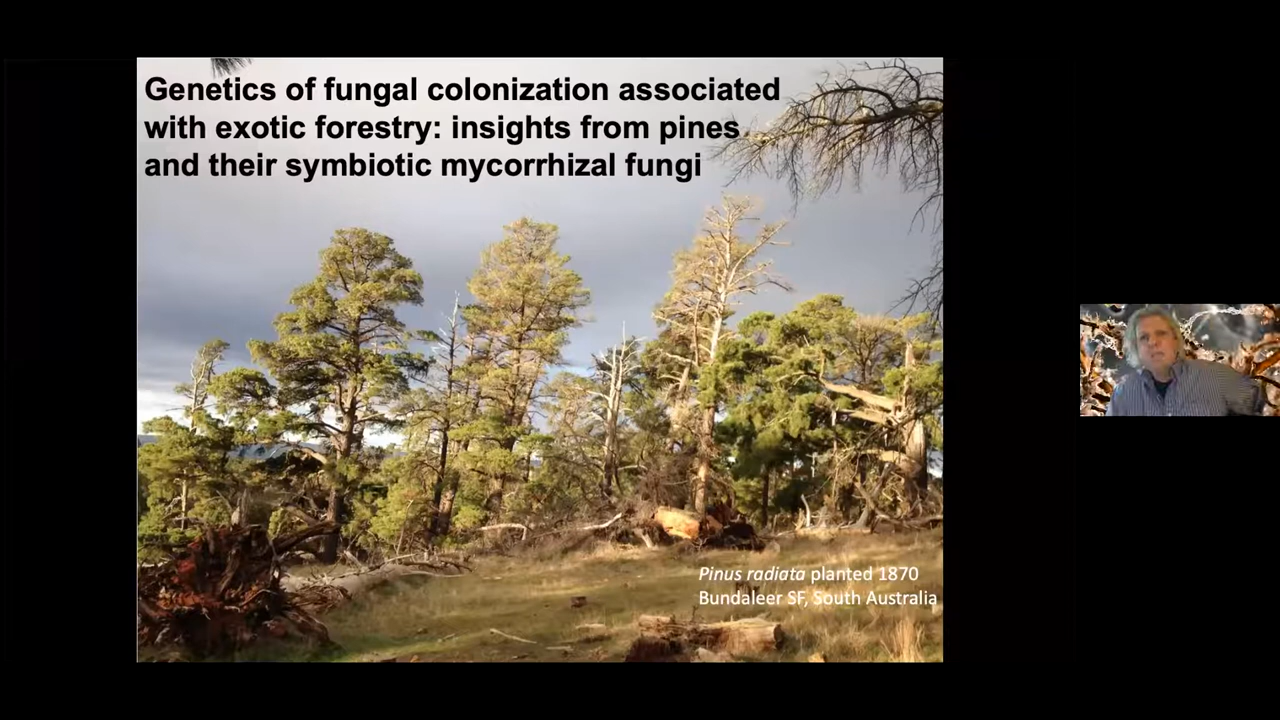 Genetics of fungal colonization associated
with exotic forestry: insights from pines
and their symbiotic mycorrhizal fungi
Pinus radiata planted 1870
Bundaleer SF, South Australia